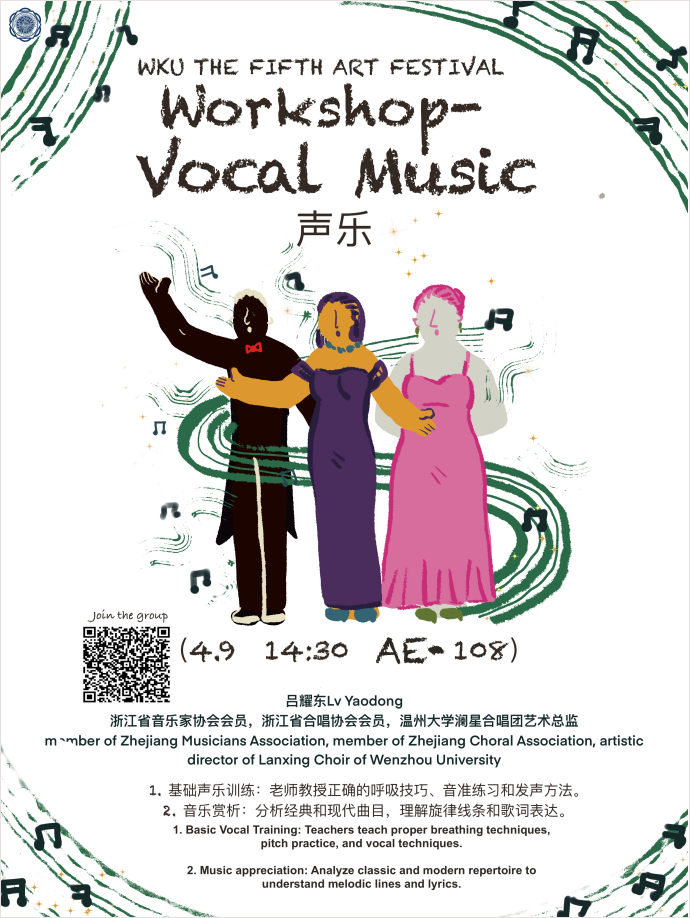 WKU THE FIFTH ART FESTIVAL
Workshop-
Vocal Music
声乐
Join the group
(4.9 14:30 AE-108)
吕耀东Lv Yaodong
浙江省音乐家协会会员，浙江省合唱协会会员，温州大学澜星合唱团艺术总监
member of Zhejiang Musicians Association, member of Zhejiang Choral Association, artistic
director of Lanxing Choir of Wenzhou University
1. 基础声乐训练：老师教授正确的呼吸技巧、音准练习和发声方法。
2. 音乐赏析：分析经典和现代曲目，理解旋律线条和歌词表达。
1. Basic Vocal Training: Teachers teach proper breathing techniques,
pitch practice, and vocal techniques.
2. Music appreciation: Analyze classic and modern repertoire to
understand melodic lines and lyrics.